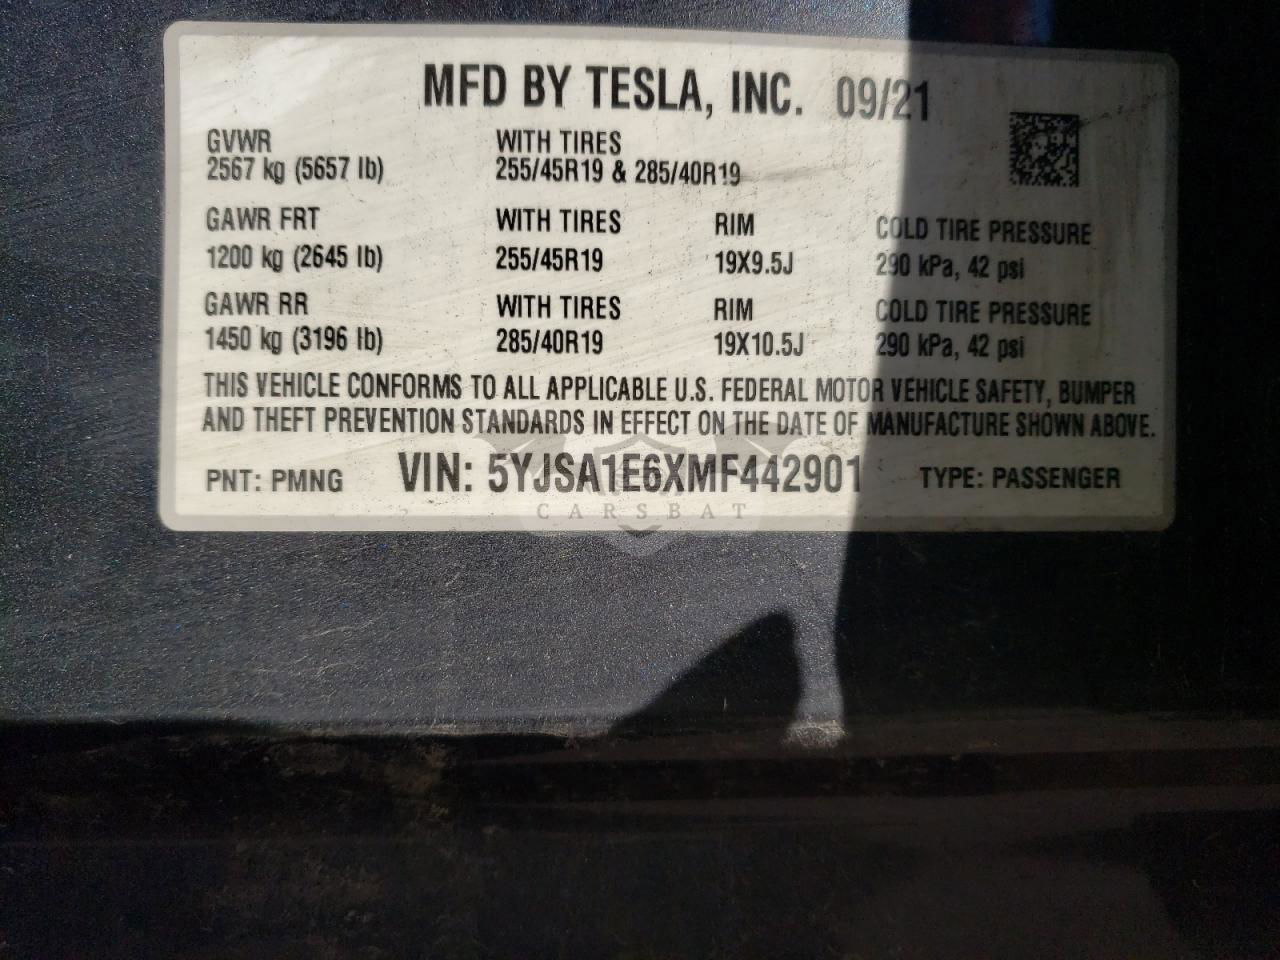 MFD BY TESLA, INC. 09/21
GVWR WITH TIRES
2567 kg (5657 lb) 255/45R19 & 285/40R19
GAWR FRT WITH TIRES RIM COLD TIRE PRESSURE
1200 kg (2645 lb) 255/45R19 19X9.5J 290 kPa, 42 psi
GAWR RR WITH TIRES RIM COLD TIRE PRESSURE
1450 kg (3196 lb) 285/40R19 19X10.5J 290 kPa, 42 psi
THIS VEHICLE CONFORMS TO ALL APPLICABLE U.S. FEDERAL MOTOR VEHICLE SAFETY, BUMPER
AND THEFT PREVENTION STANDARDS IN EFFECT ON THE DATE OF MANUFACTURE SHOWN ABOVE.
PNT: PMNG VIN: 5YJSA1E6XMF442901 TYPE: PASSENGER
CARSBAT